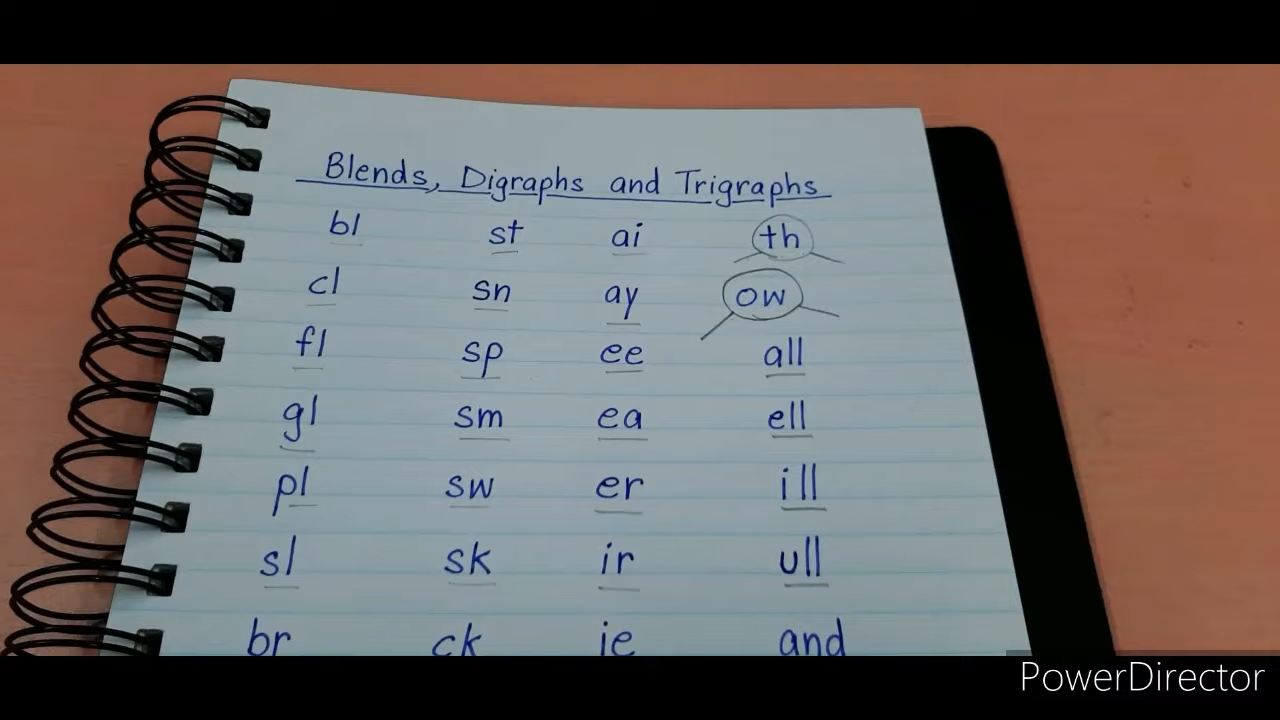 Blends, Digraphs and Trigraphs
bl st ai th
cl sn ay ow
fl sp ee all
gl sm ea ell
pl sw er ill
sl sk ir ull
br ck ie and
PowerDirector